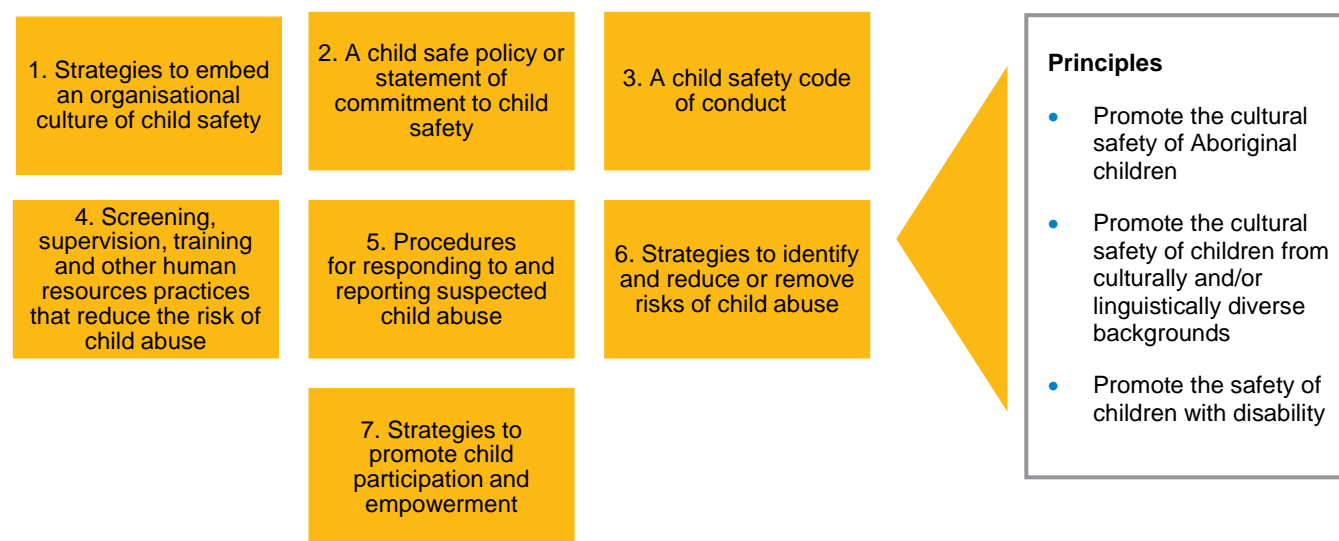 1. Strategies to embed
an organisational
culture of child safety
2. A child safe policy or
statement of
commitment to child
safety
3. A child safety code
of conduct
4. Screening,
supervision, training
and other human
resources practices
that reduce the risk of
child abuse
5. Procedures
for responding to and
reporting suspected
child abuse
6. Strategies to identify
and reduce or remove
risks of child abuse
7. Strategies to
promote child
participation and
empowerment
Principles
• Promote the cultural
safety of Aboriginal
children
• Promote the cultural
safety of children from
culturally and/or
linguistically diverse
backgrounds
• Promote the safety of
children with disability